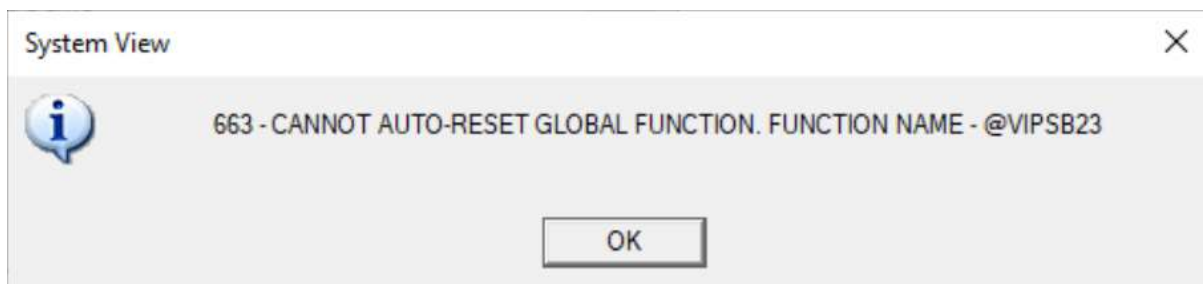 System View
663 - CANNOT AUTO-RESET GLOBAL FUNCTION. FUNCTION NAME - @VIPSB23
OK